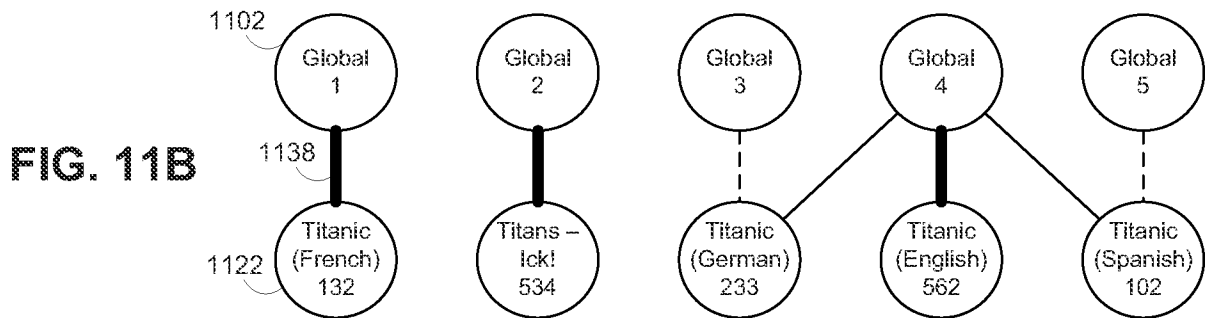 1102
Global
1
Global
2
Global
3
Global
4
Global
5
FIG. 11B
1138
1122
Titanic
(French)
132
Titans –
Ick!
534
Titanic
(German)
233
Titanic
(English)
562
Titanic
(Spanish)
102